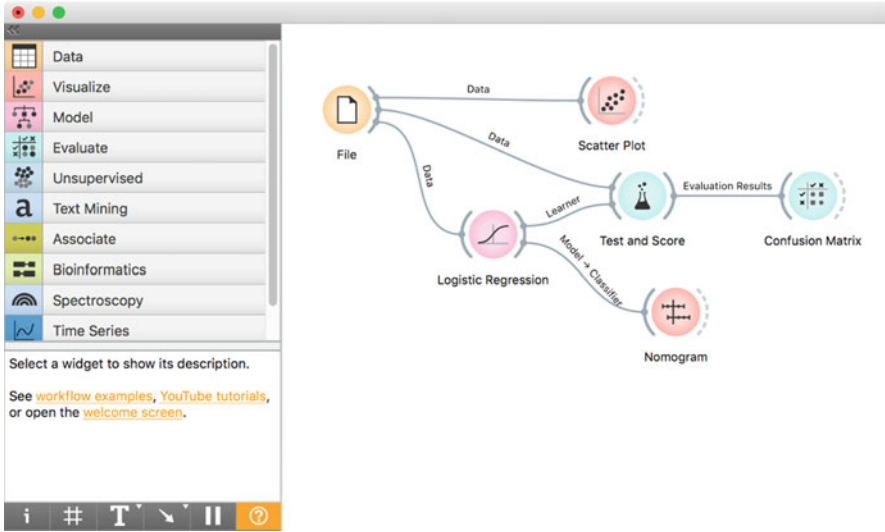 Data
Visualize
Model
Evaluate
Unsupervised
a Text Mining
Associate
Bioinformatics
Spectroscopy
Time Series
Select a widget to show its description.
See workflow examples, YouTube tutorials,
or open the welcome screen.
i # T ?
File
Data
Data
Data
Scatter Plot
Learner
Test and Score
Evaluation Results
Confusion Matrix
Logistic Regression
Model → Classifier
Nomogram